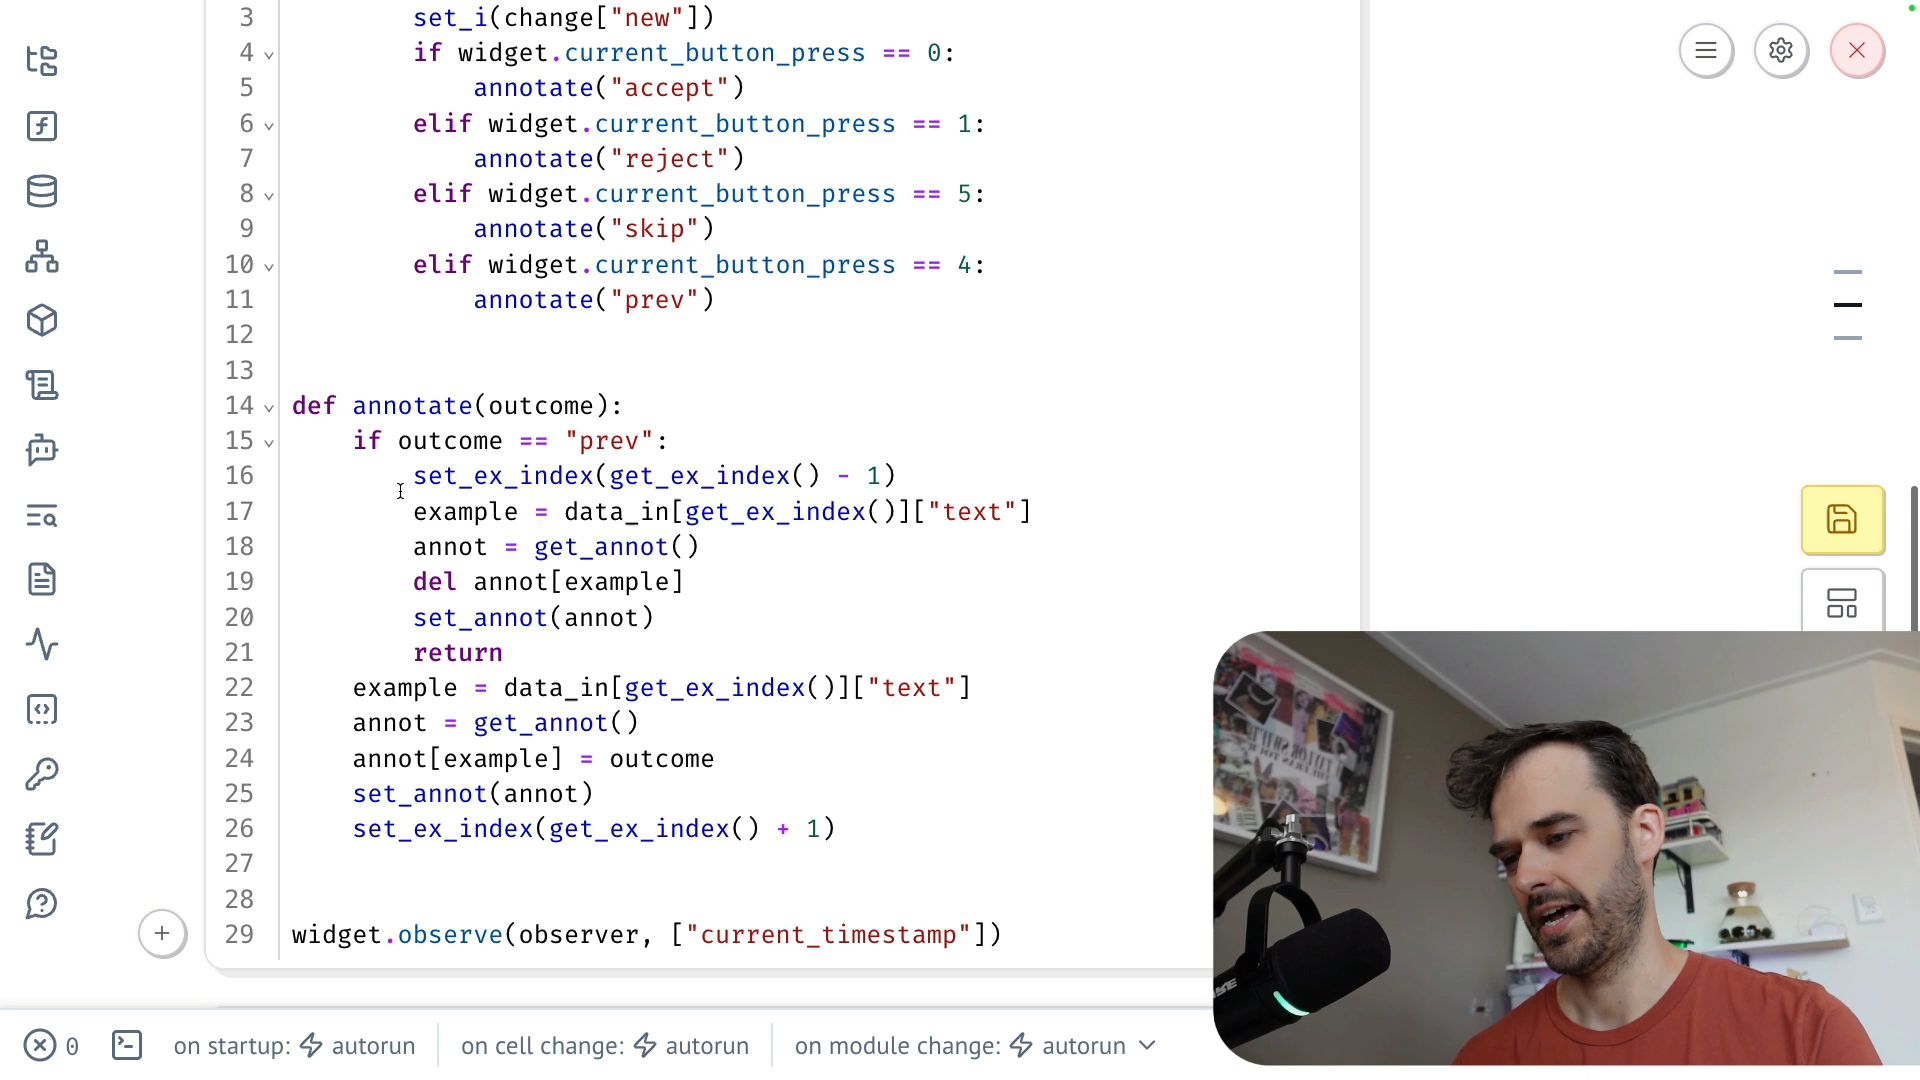 3 set_i(change["new"])
4 if widget.current_button_press == 0:
5 annotate("accept")
6 elif widget.current_button_press == 1:
7 annotate("reject")
8 elif widget.current_button_press == 5:
9 annotate("skip")
10 elif widget.current_button_press == 4:
11 annotate("prev")
12
13
14 def annotate(outcome):
15 if outcome == "prev":
16 set_ex_index(get_ex_index() - 1)
17 example = data_in[get_ex_index()]["text"]
18 annot = get_annot()
19 del annot[example]
20 set_annot(annot)
21 return
22 example = data_in[get_ex_index()]["text"]
23 annot = get_annot()
24 annot[example] = outcome
25 set_annot(annot)
26 set_ex_index(get_ex_index() + 1)
27
28
29 widget.observe(observer, ["current_timestamp"])
0 on startup: autorun on cell change: autorun on module change: autorun